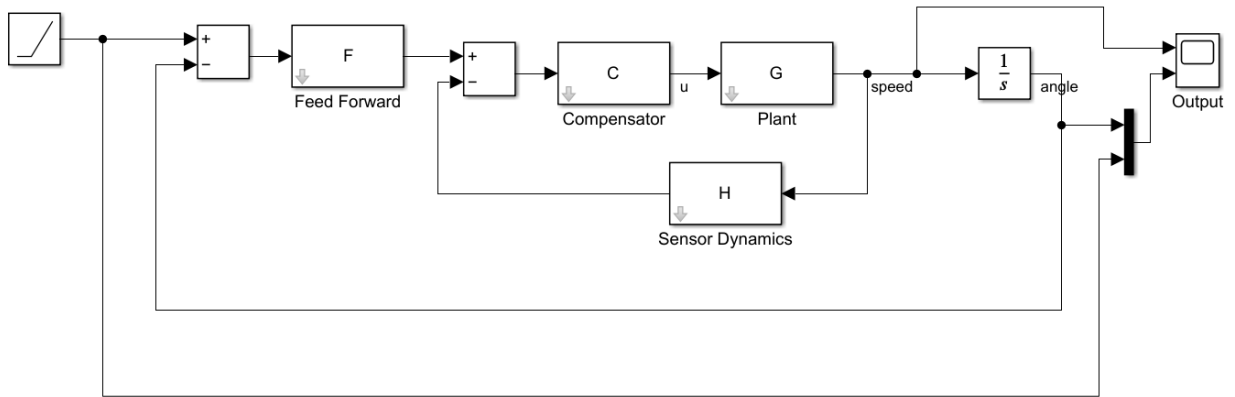 +
−
F
Feed Forward
+
−
C
Compensator
u
G
Plant
speed
1
s
angle
Output
H
Sensor Dynamics